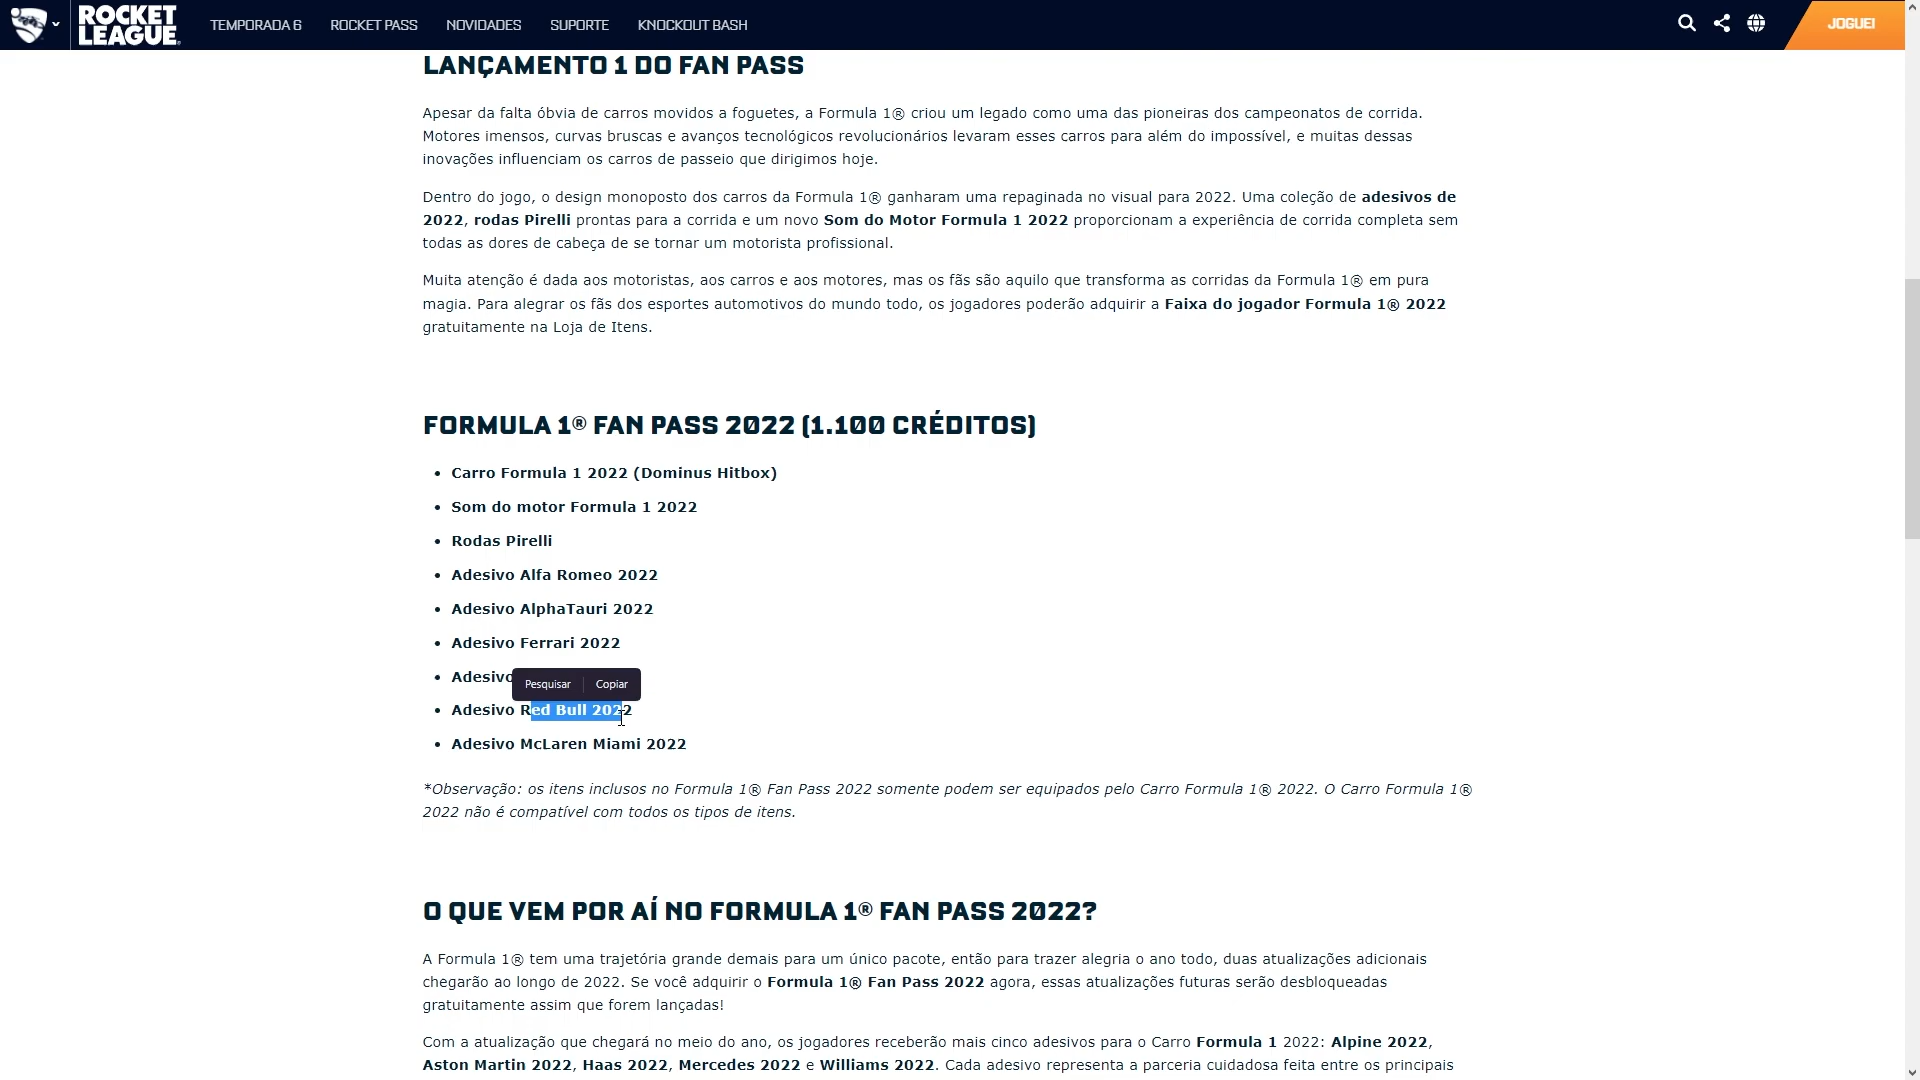 ROCKET
LEAGUE
TEMPORADA 6
ROCKET PASS
NOVIDADES
SUPORTE
KNOCKOUT BASH
JOGUE!
LANÇAMENTO 1 DO FAN PASS
Apesar da falta óbvia de carros movidos a foguetes, a Formula 1® criou um legado como uma das pioneiras dos campeonatos de corrida.
Motores imensos, curvas bruscas e avanços tecnológicos revolucionários levaram esses carros para além do impossível, e muitas dessas
inovações influenciam os carros de passeio que dirigimos hoje.
Dentro do jogo, o design monoposto dos carros da Formula 1® ganharam uma repaginada no visual para 2022. Uma coleção de adesivos de
2022, rodas Pirelli prontas para a corrida e um novo Som do Motor Formula 1 2022 proporcionam a experiência de corrida completa sem
todas as dores de cabeça de se tornar um motorista profissional.
Muita atenção é dada aos motoristas, aos carros e aos motores, mas os fãs são aquilo que transforma as corridas da Formula 1® em pura
magia. Para alegrar os fãs dos esportes automotivos do mundo todo, os jogadores poderão adquirir a Faixa do jogador Formula 1® 2022
gratuitamente na Loja de Itens.
FORMULA 1® FAN PASS 2022 (1.100 CRÉDITOS)
• Carro Formula 1 2022 (Dominus Hitbox)
• Som do motor Formula 1 2022
• Rodas Pirelli
• Adesivo Alfa Romeo 2022
• Adesivo AlphaTauri 2022
• Adesivo Ferrari 2022
• Adesivo
Pesquisar
Copiar
• Adesivo Red Bull 2022
• Adesivo McLaren Miami 2022
*Observação: os itens inclusos no Formula 1® Fan Pass 2022 somente podem ser equipados pelo Carro Formula 1® 2022. O Carro Formula 1®
2022 não é compatível com todos os tipos de itens.
O QUE VEM POR AÍ NO FORMULA 1® FAN PASS 2022?
A Formula 1® tem uma trajetória grande demais para um único pacote, então para trazer alegria o ano todo, duas atualizações adicionais
chegarão ao longo de 2022. Se você adquirir o Formula 1® Fan Pass 2022 agora, essas atualizações futuras serão desbloqueadas
gratuitamente assim que forem lançadas!
Com a atualização que chegará no meio do ano, os jogadores receberão mais cinco adesivos para o Carro Formula 1 2022: Alpine 2022,
Aston Martin 2022, Haas 2022, Mercedes 2022 e Williams 2022. Cada adesivo representa a parceria cuidadosa feita entre os principais